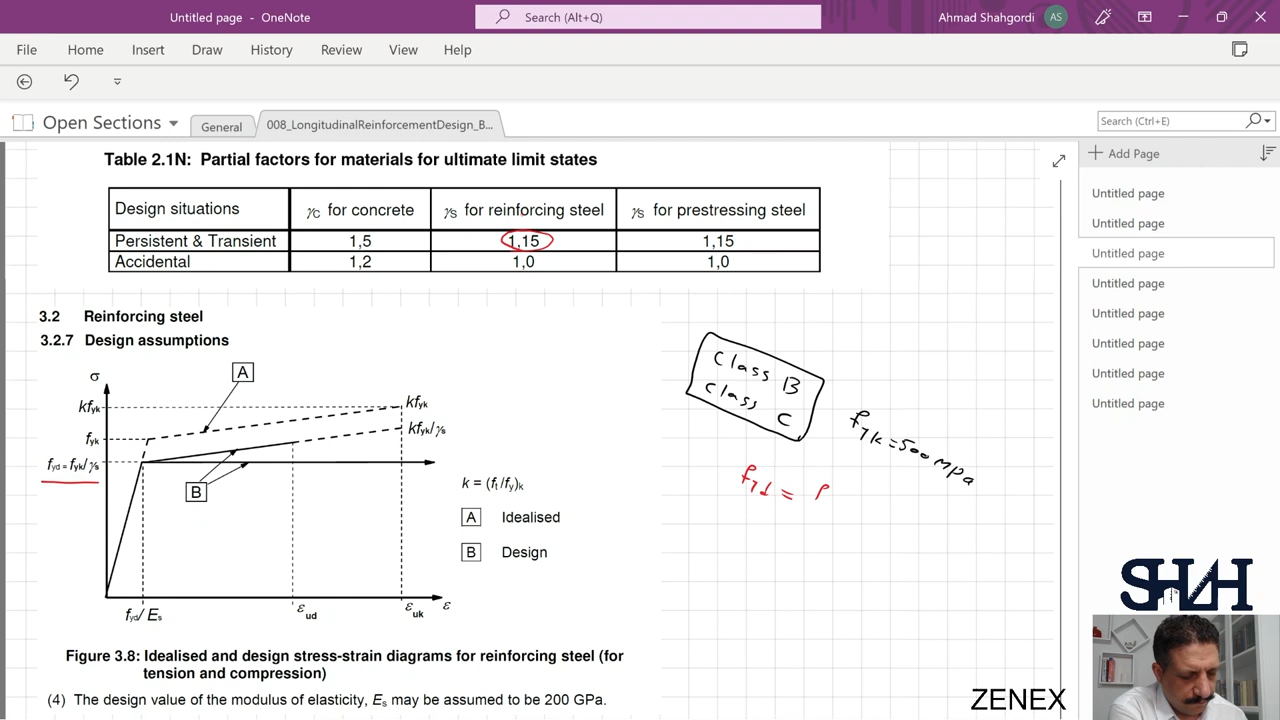 Untitled page - OneNote
Search (Alt+Q)
Ahmad Shahgordi
AS
File Home Insert Draw History Review View Help
Open Sections
General
008_LongitudinalReinforcementDesign_B...
Search (Ctrl+E)
Add Page
Untitled page
Untitled page
Untitled page
Untitled page
Untitled page
Untitled page
Untitled page
Untitled page
Table 2.1N: Partial factors for materials for ultimate limit states
Design situations γC for concrete γS for reinforcing steel γS for prestressing steel
Persistent & Transient 1,5 1,15 1,15
Accidental 1,2 1,0 1,0
3.2 Reinforcing steel
3.2.7 Design assumptions
σ
A
kfyk
kfyk
fyk
kfyk/γs
fyd = fyk/γs
B
k = (ft/fy)k
A Idealised
B Design
fyd/ Es
εud
εuk
ε
Class B
Class C
fyk = 500 MPa
fyd = f
Figure 3.8: Idealised and design stress-strain diagrams for reinforcing steel (for
tension and compression)
(4) The design value of the modulus of elasticity, Es may be assumed to be 200 GPa.
SHZH
ZENEX